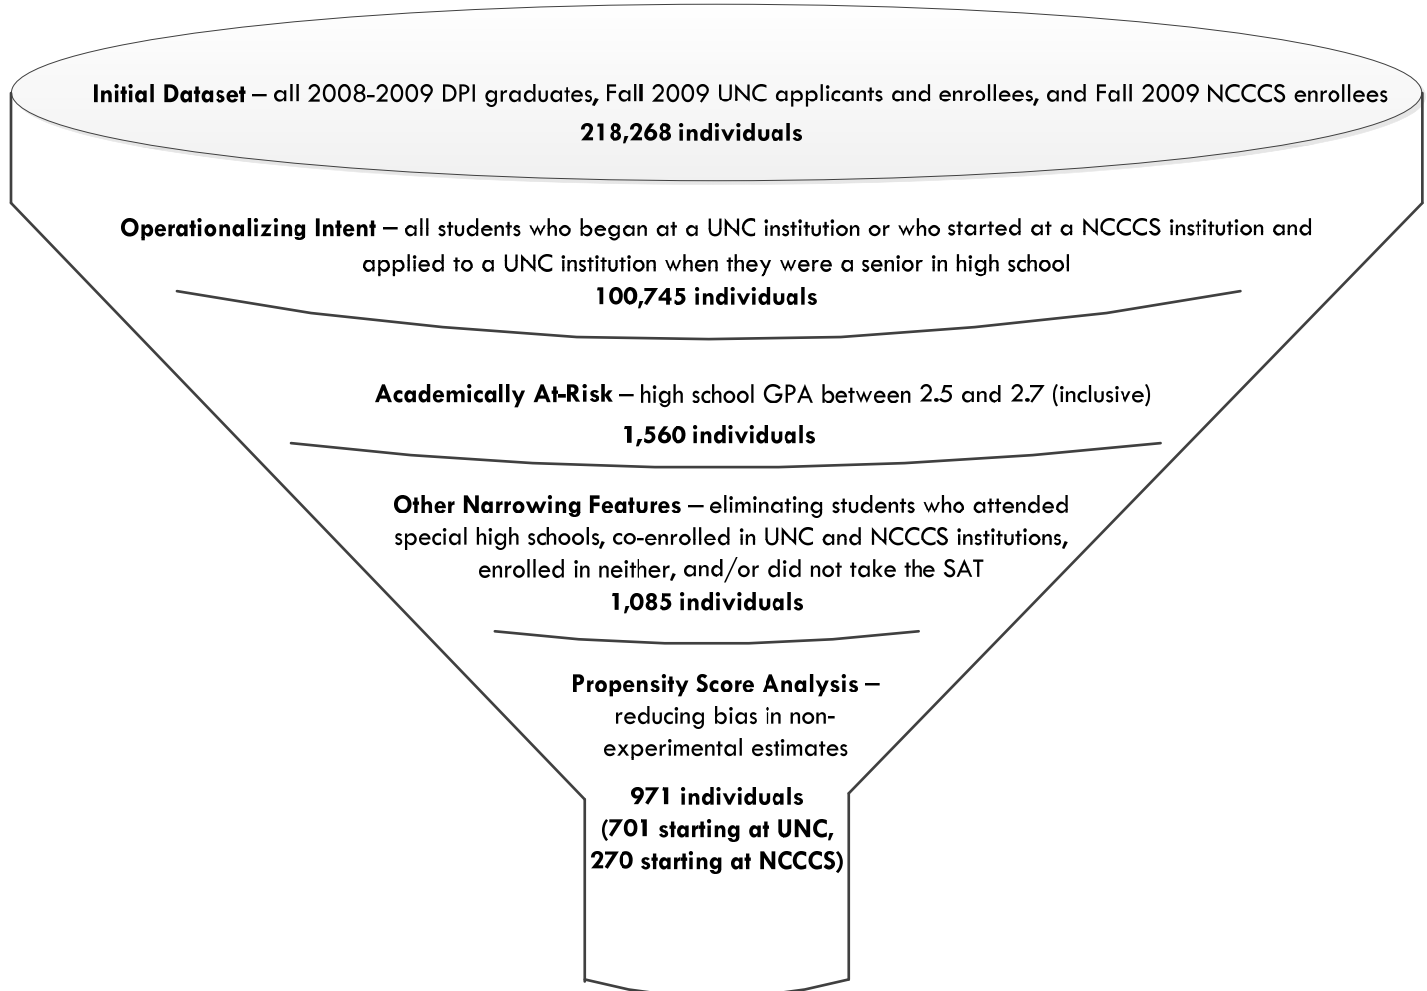 Initial Dataset – all 2008-2009 DPI graduates, Fall 2009 UNC applicants and enrollees, and Fall 2009 NCCCS enrollees
218,268 individuals
Operationalizing Intent – all students who began at a UNC institution or who started at a NCCCS institution and
applied to a UNC institution when they were a senior in high school
100,745 individuals
Academically At-Risk – high school GPA between 2.5 and 2.7 (inclusive)
1,560 individuals
Other Narrowing Features – eliminating students who attended
special high schools, co-enrolled in UNC and NCCCS institutions,
enrolled in neither, and/or did not take the SAT
1,085 individuals
Propensity Score Analysis –
reducing bias in non-
experimental estimates
971 individuals
(701 starting at UNC,
270 starting at NCCCS)